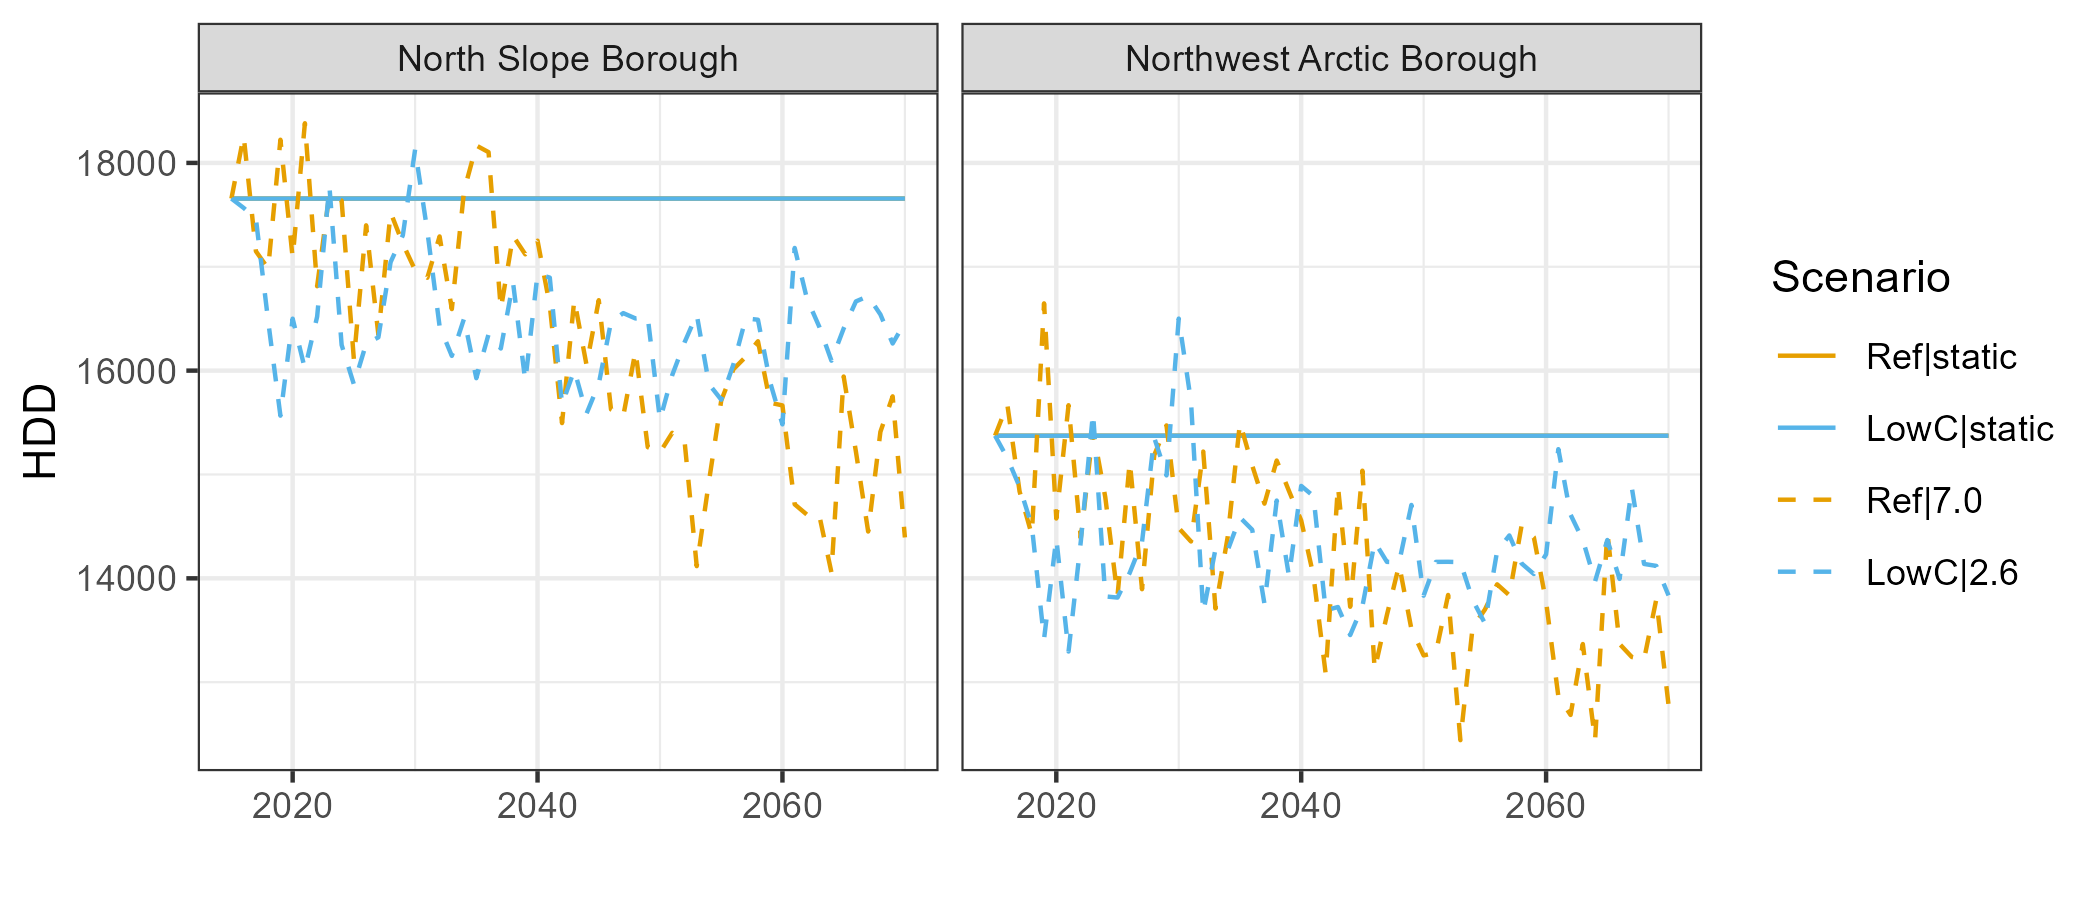 North Slope Borough
Northwest Arctic Borough
HDD
18000
16000
14000
2020
2040
2060
2020
2040
2060
Scenario
Ref|static
LowC|static
Ref|7.0
LowC|2.6